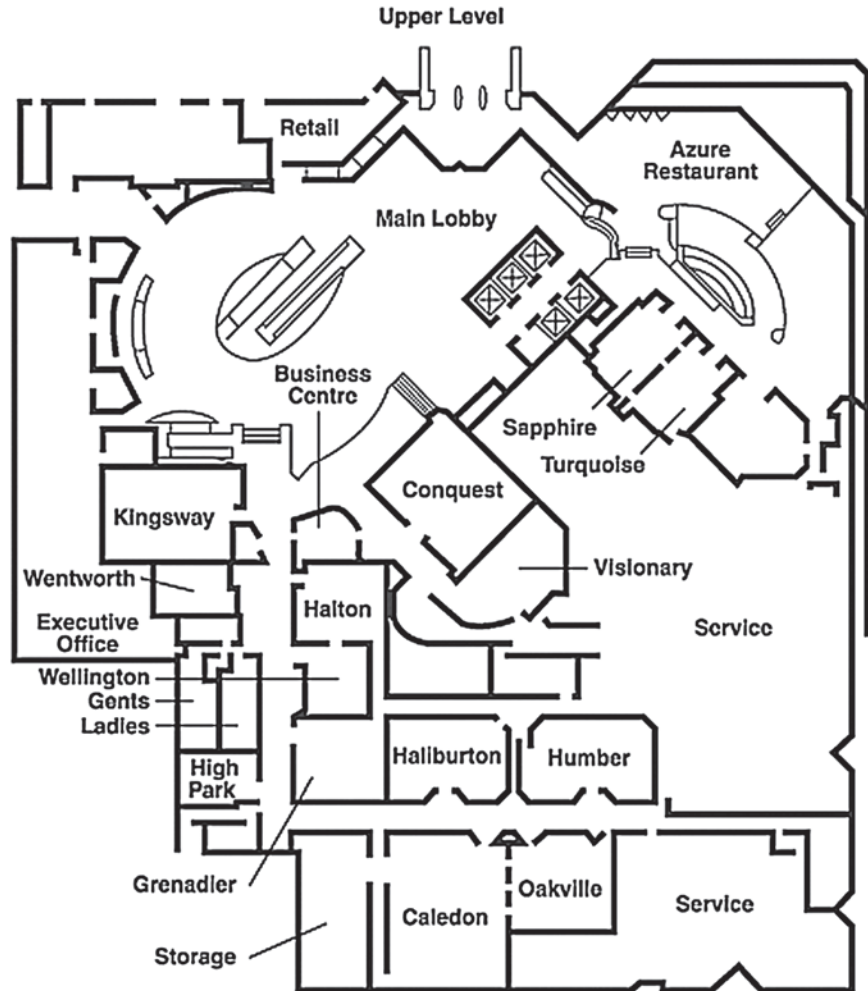 Upper Level
Retail
Azure
Restaurant
Main Lobby
Business
Centre
Sapphire
Turquoise
Conquest
Kingsway
Visionary
Wentworth
Halton
Executive
Office
Service
Wellington
Gents
Ladies
High
Park
Haliburton
Humber
Grenadier
Caledon
Oakville
Service
Storage